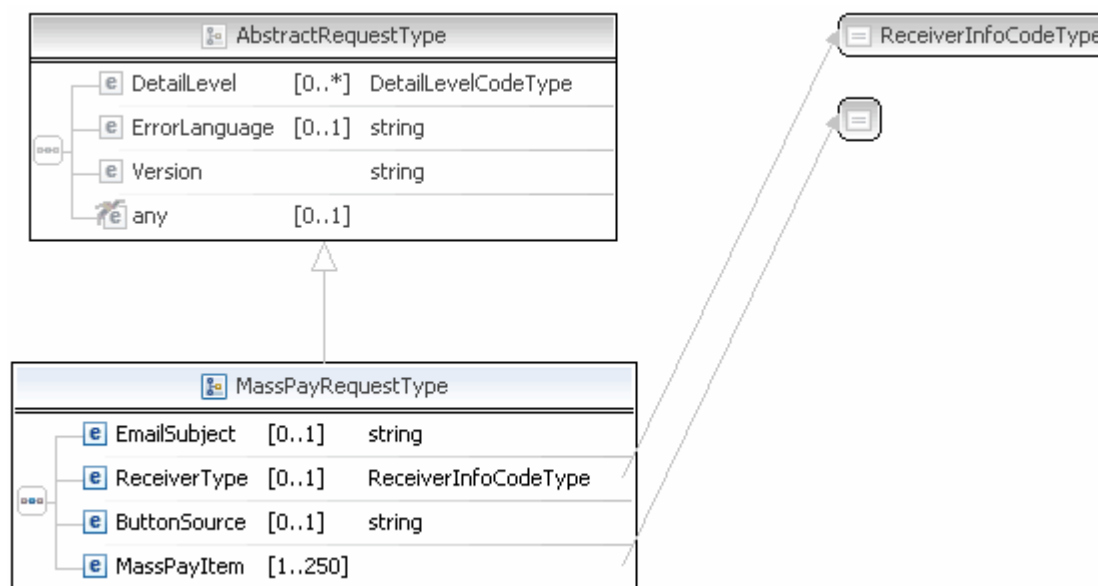 AbstractRequestType
e DetailLevel [0..*] DetailLevelCodeType
e ErrorLanguage [0..1] string
e Version string
e any [0..1]
ReceiverInfoCodeType
MassPayRequestType
e EmailSubject [0..1] string
e ReceiverType [0..1] ReceiverInfoCodeType
e ButtonSource [0..1] string
e MassPayItem [1..250]